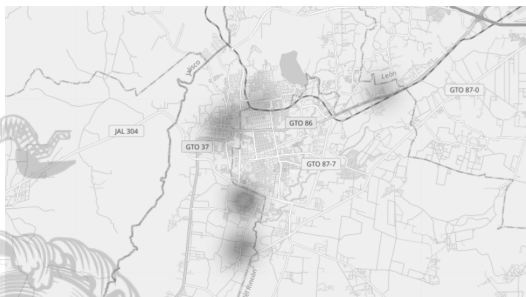 Jalisco
León
GTO 87-0
JAL 304
GTO 86
GTO 37
GTO 87-7